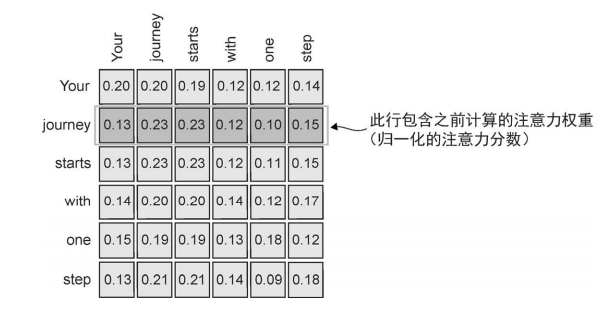 Your journey starts with one step
Your 0.20 0.20 0.19 0.12 0.12 0.14
journey 0.13 0.23 0.23 0.12 0.10 0.15
此行包含之前计算的注意力权重
(归一化的注意力分数)
starts 0.13 0.23 0.23 0.12 0.11 0.15
with 0.14 0.20 0.20 0.14 0.12 0.17
one 0.15 0.19 0.19 0.13 0.18 0.12
step 0.13 0.21 0.21 0.14 0.09 0.18